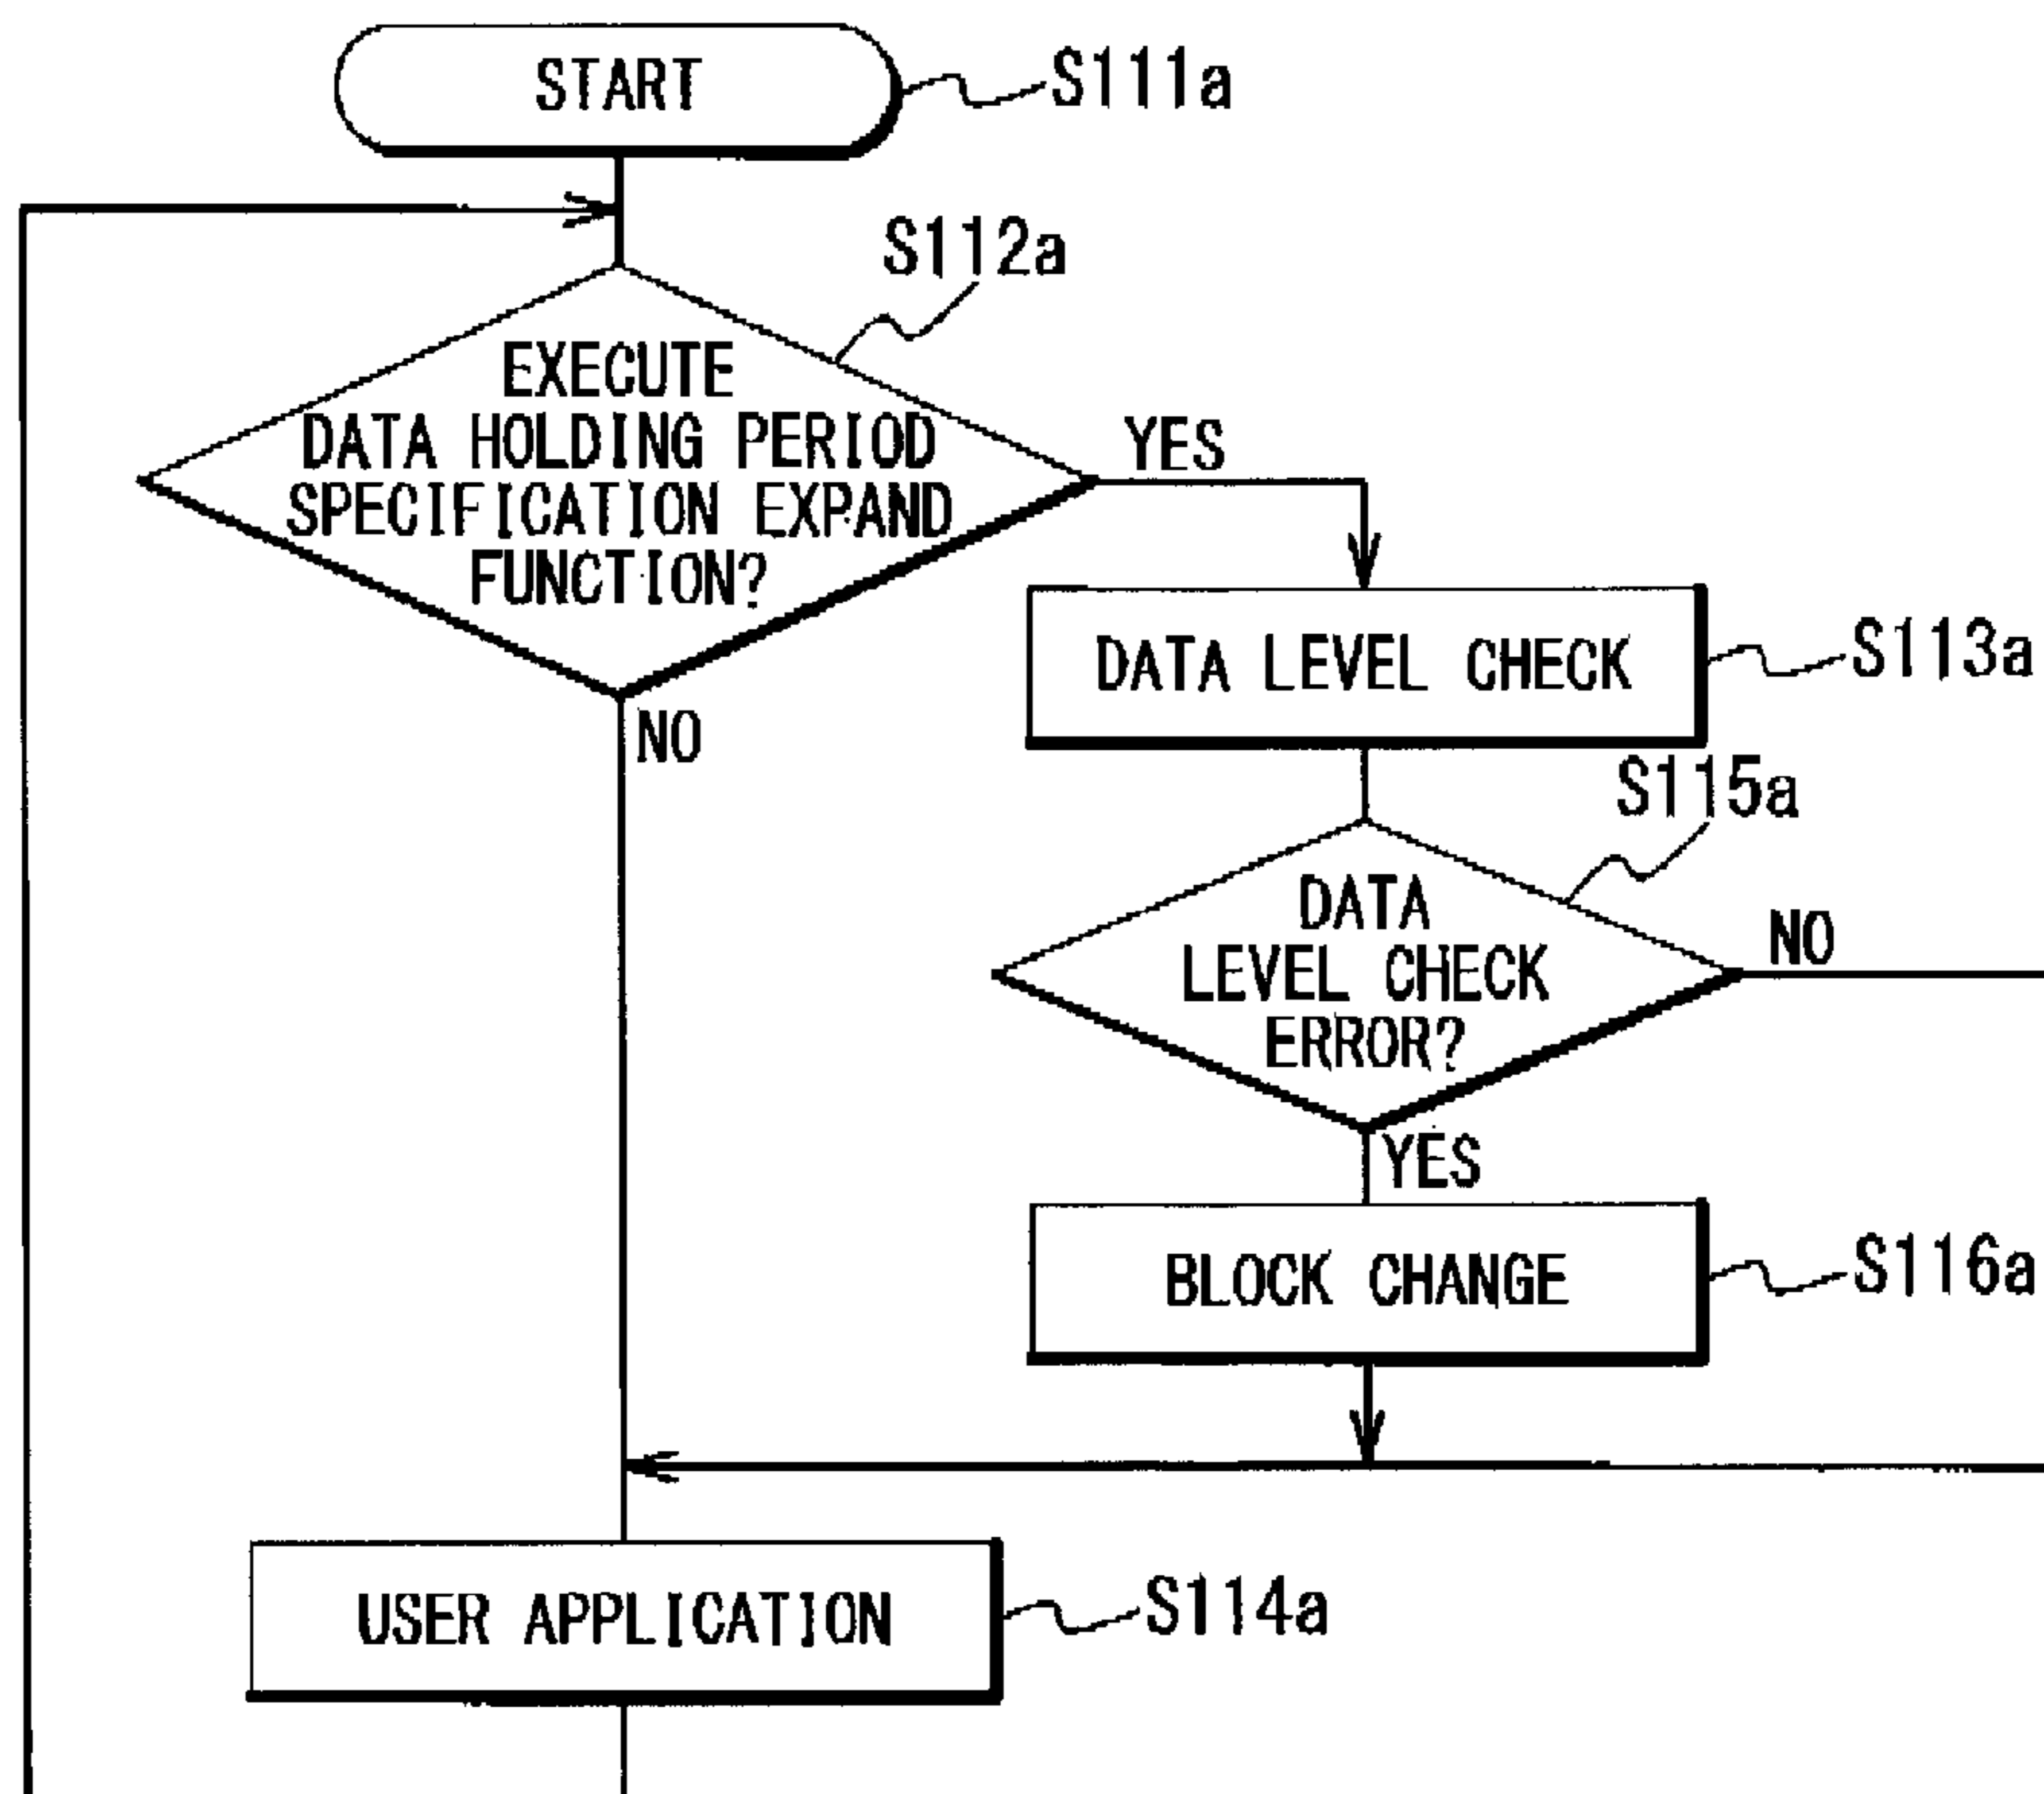 START
S111a
S112a
EXECUTE
DATA HOLDING PERIOD
SPECIFICATION EXPAND
FUNCTION?
YES
NO
DATA LEVEL CHECK
S113a
S115a
DATA
LEVEL CHECK
ERROR?
NO
YES
BLOCK CHANGE
S116a
USER APPLICATION
S114a